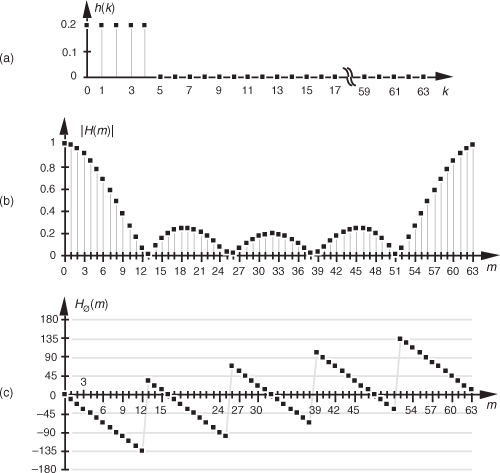 h(k)
0.2
(a)
0.1
0
0 1 3 5 7 9 11 13 15 17 59 61 63 k
|H(m)|
1
0.8
(b)
0.6
0.4
0.2
0
0 3 6 9 12 15 18 21 24 27 30 33 36 39 42 45 48 51 54 57 60 63 m
HØ(m)
180
135
90
45
3
(c)
0
6 9 12 15 24 27 30 39 42 45 54 57 60 63 m
−45
−90
−135
−180